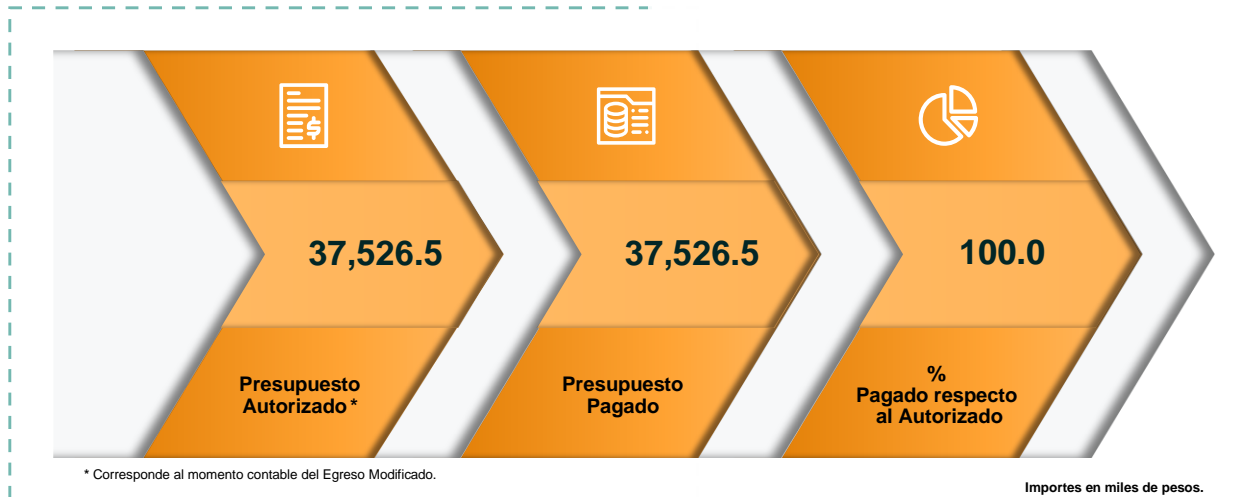 37,526.5
37,526.5
100.0
Presupuesto
Autorizado *
Presupuesto
Pagado
%
Pagado respecto
al Autorizado
* Corresponde al momento contable del Egreso Modificado.
Importes en miles de pesos.